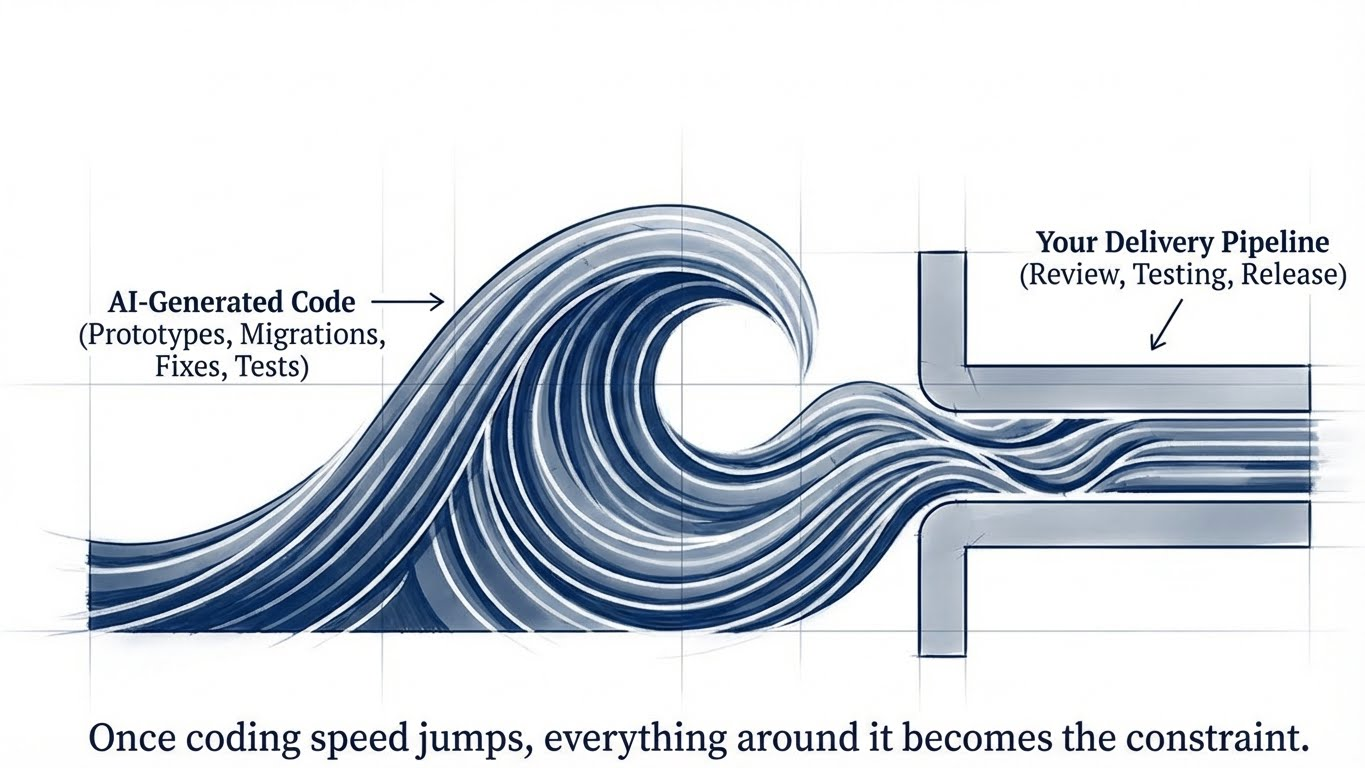 AI-Generated Code
(Prototypes, Migrations,
Fixes, Tests)
Your Delivery Pipeline
(Review, Testing, Release)
Once coding speed jumps, everything around it becomes the constraint.